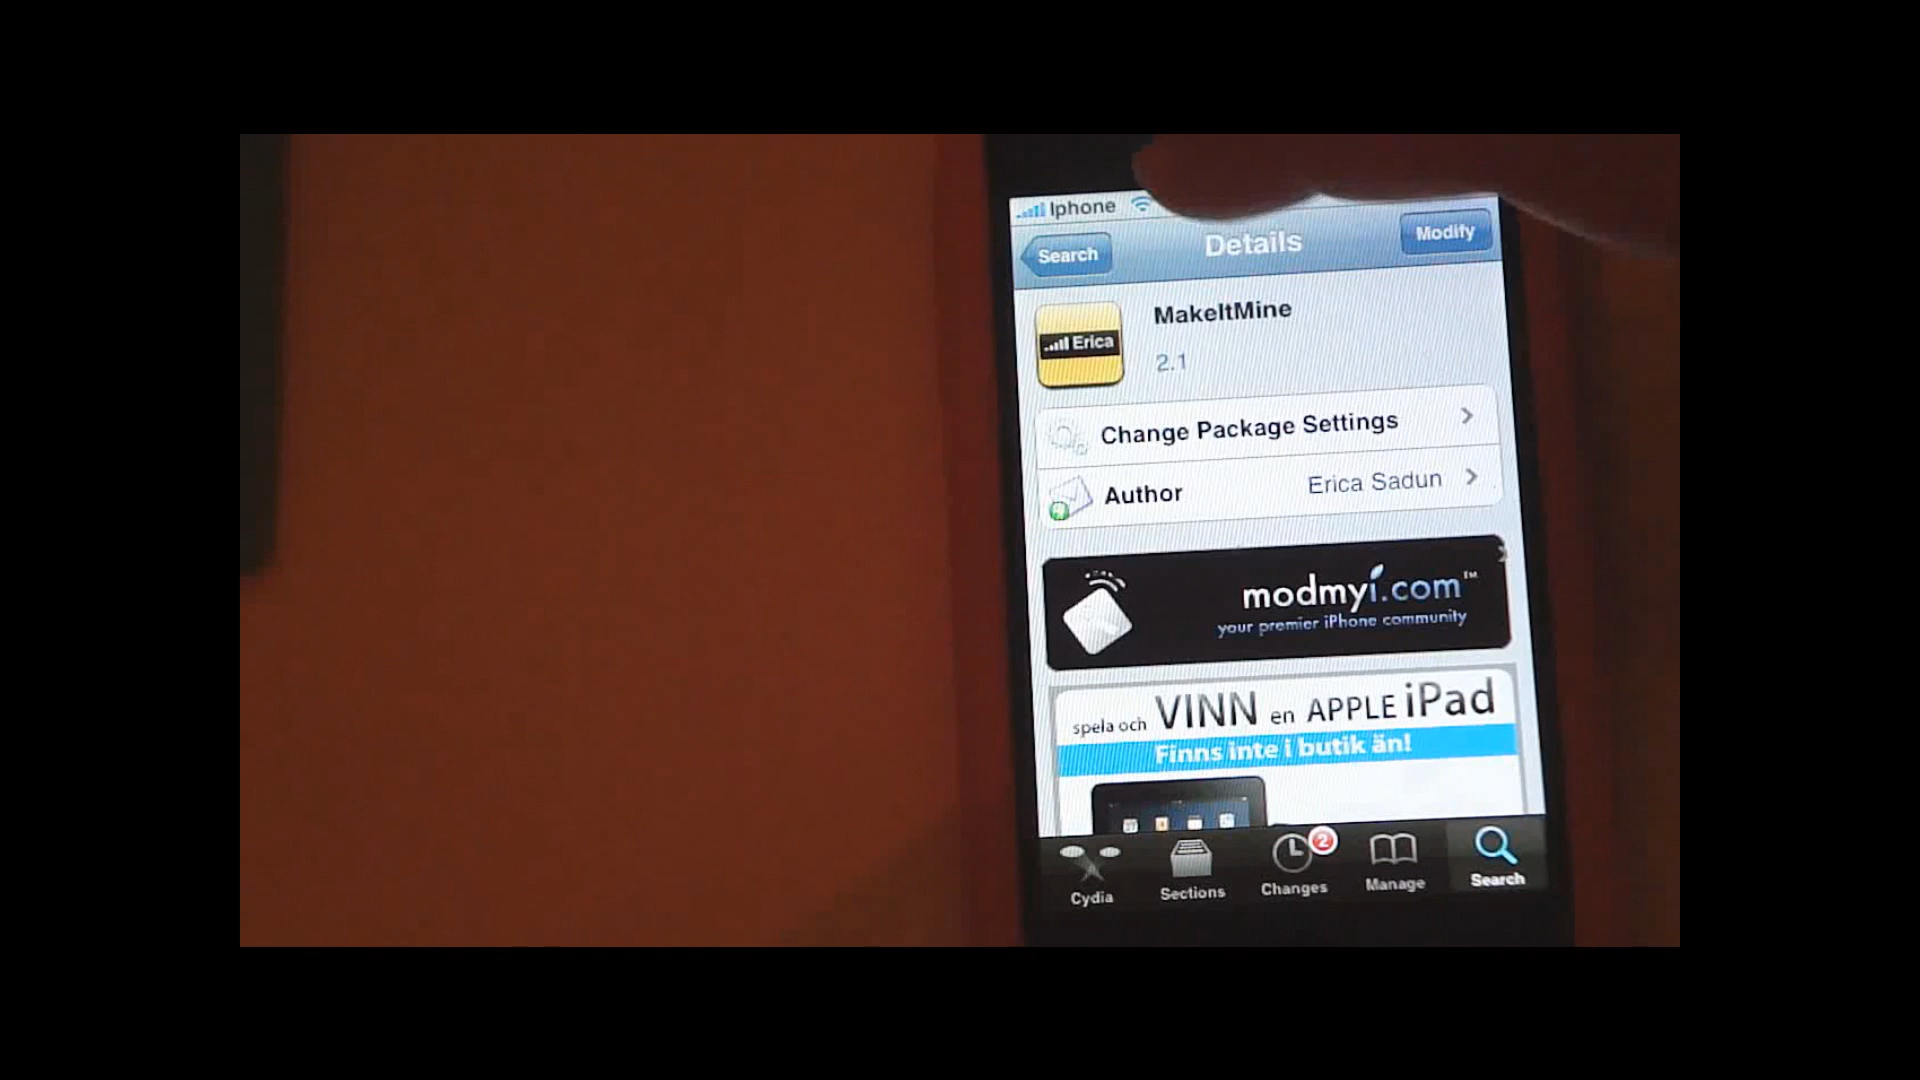 Iphone
Search
Details
Modify
MakeItMine
Erica
2.1
Change Package Settings
Author
Erica Sadun
modmyi.com™
your premier iPhone community
spela och VINN en APPLE iPad
Finns inte i butik än!
2
Cydia
Sections
Changes
Manage
Search